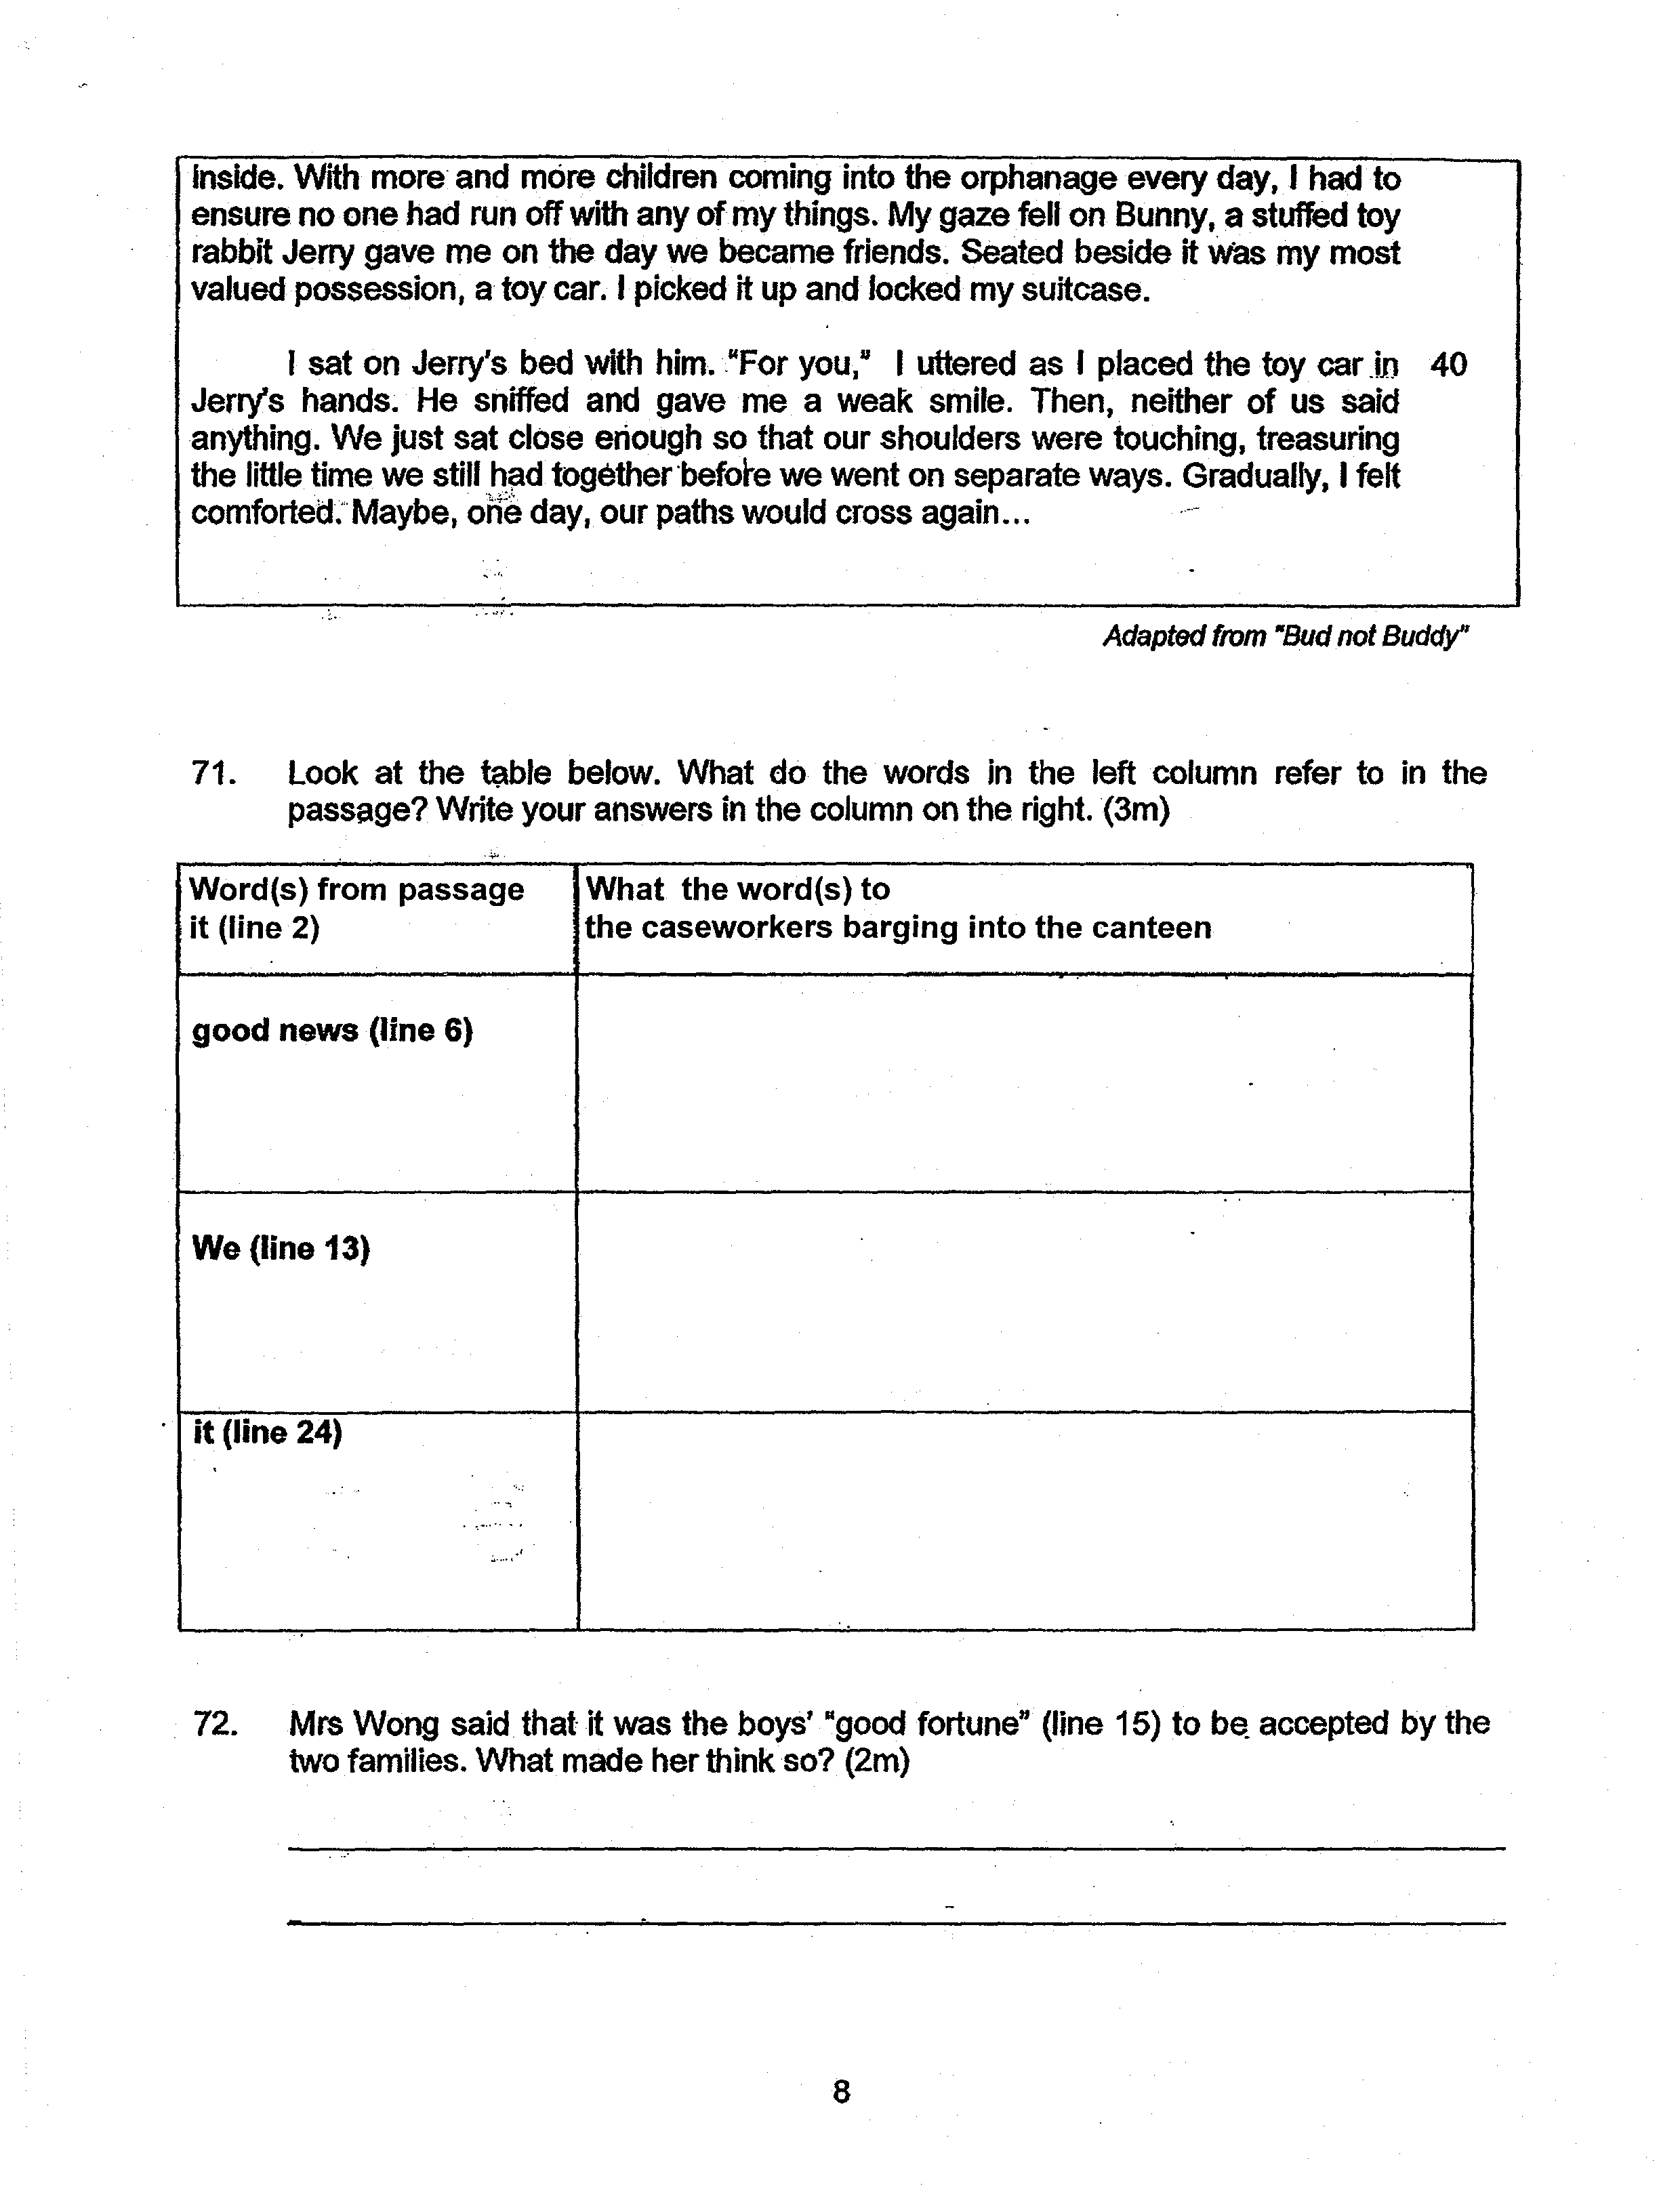 inside. With more and more children coming into the orphanage every day, I had to
ensure no one had run off with any of my things. My gaze fell on Bunny, a stuffed toy
rabbit Jerry gave me on the day we became friends. Seated beside it was my most
valued possession, a toy car. I picked it up and locked my suitcase.
I sat on Jerry's bed with him. "For you," I uttered as I placed the toy car in 40
Jerry's hands. He sniffed and gave me a weak smile. Then, neither of us said
anything. We just sat close enough so that our shoulders were touching, treasuring
the little time we still had together before we went on separate ways. Gradually, I felt
comforted. Maybe, one day, our paths would cross again...
Adapted from "Bud not Buddy"
71. Look at the table below. What do the words in the left column refer to in the
passage? Write your answers in the column on the right. (3m)
Word(s) from passage What the word(s) to
it (line 2) the caseworkers barging into the canteen
good news (line 6)
We (line 13)
it (line 24)
72. Mrs Wong said that it was the boys' "good fortune" (line 15) to be accepted by the
two families. What made her think so? (2m)
8